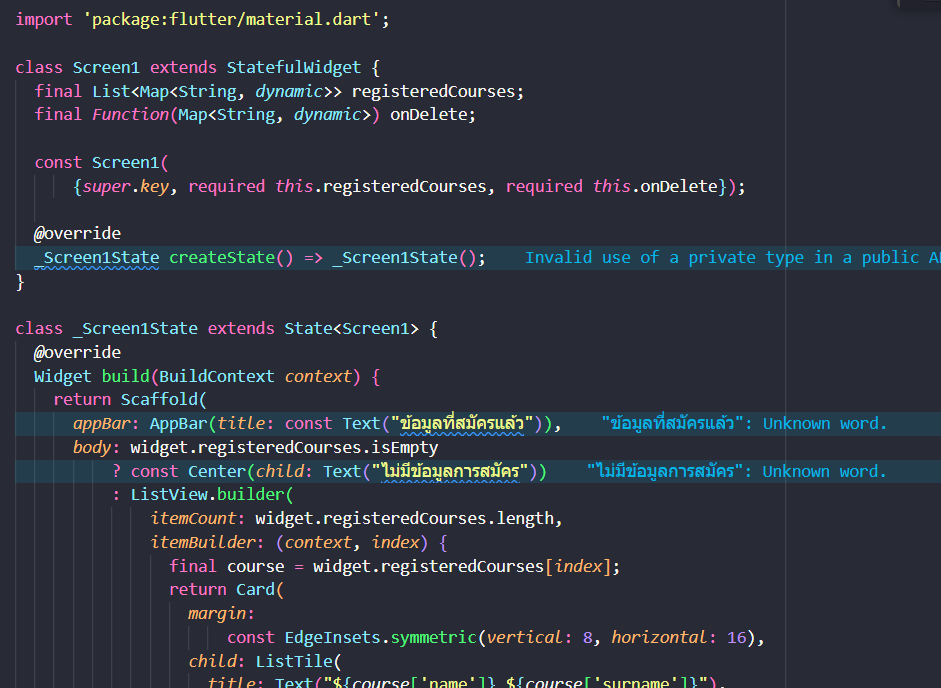 import 'package:flutter/material.dart';
class Screen1 extends StatefulWidget {
final List<Map<String, dynamic>> registeredCourses;
final Function(Map<String, dynamic>) onDelete;
const Screen1(
{super.key, required this.registeredCourses, required this.onDelete});
@override
_Screen1State createState() => _Screen1State(); Invalid use of a private type in a public
}
class _Screen1State extends State<Screen1> {
@override
Widget build(BuildContext context) {
return Scaffold(
appBar: AppBar(title: const Text("ข้อมูลที่สมัครแล้ว")), "ข้อมูลที่สมัครแล้ว": Unknown word.
body: widget.registeredCourses.isEmpty
? const Center(child: Text("ไม่มีข้อมูลการสมัคร")) "ไม่มีข้อมูลการสมัคร": Unknown word.
: ListView.builder(
itemCount: widget.registeredCourses.length,
itemBuilder: (context, index) {
final course = widget.registeredCourses[index];
return Card(
margin:
const EdgeInsets.symmetric(vertical: 8, horizontal: 16),
child: ListTile(
title: Text("${course['name']} ${course['surname']}"),